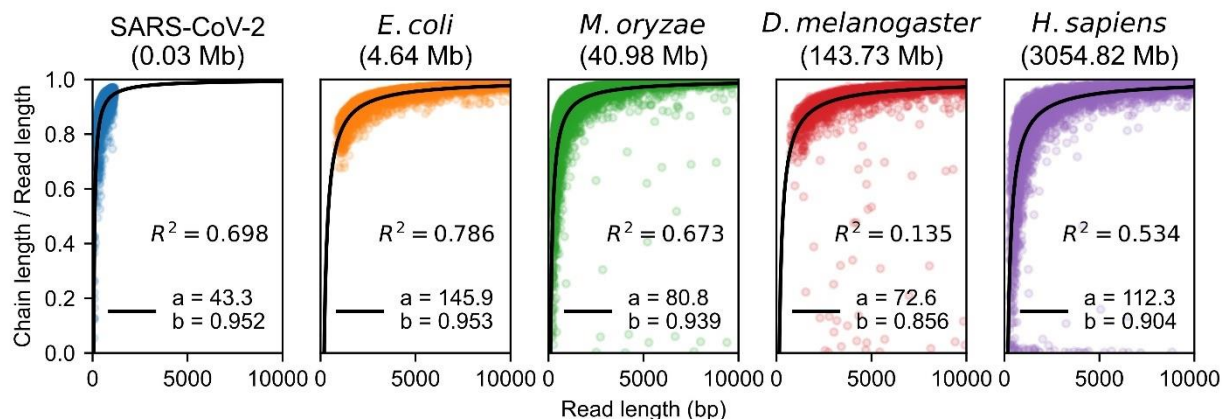 SARS-CoV-2
(0.03 Mb)
E. coli
(4.64 Mb)
M. oryzae
(40.98 Mb)
D. melanogaster
(143.73 Mb)
H. sapiens
(3054.82 Mb)
Chain length / Read length
1.0
0.8
0.6
0.4
0.2
0.0
R² = 0.698
a = 43.3
b = 0.952
R² = 0.786
a = 145.9
b = 0.953
R² = 0.673
a = 80.8
b = 0.939
R² = 0.135
a = 72.6
b = 0.856
R² = 0.534
a = 112.3
b = 0.904
0 5000 10000
0 5000 10000
0 5000 10000
0 5000 10000
0 5000 10000
Read length (bp)